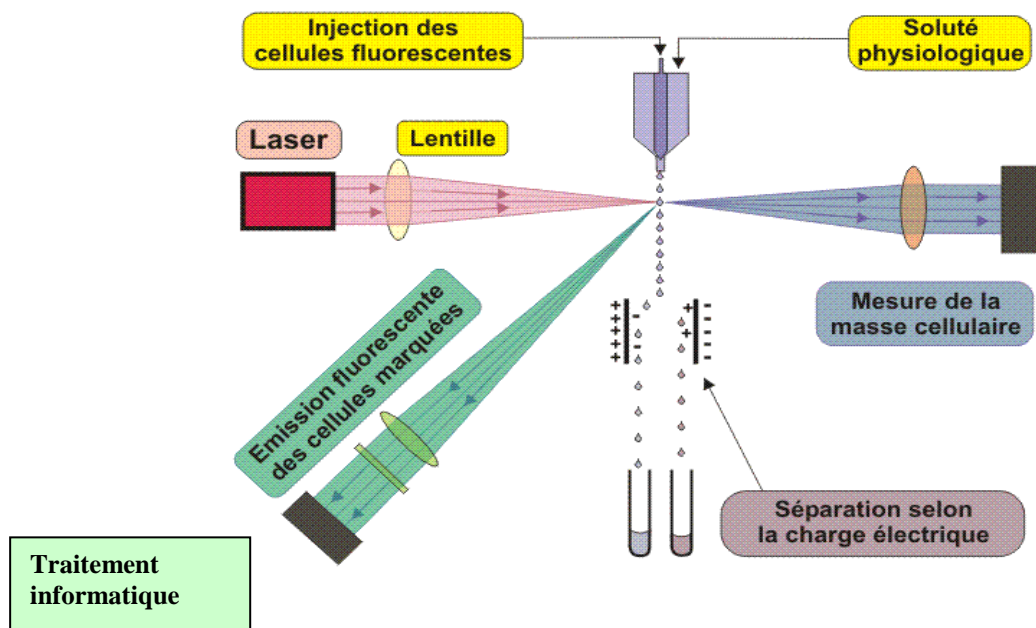 Injection des
cellules fluorescentes
Soluté
physiologique
Laser
Lentille
Mesure de la
masse cellulaire
Emission fluorescente
des cellules marquées
+
+
+
+
+
-
-
+
+
-
-
-
-
-
Séparation selon
la charge électrique
Traitement
informatique